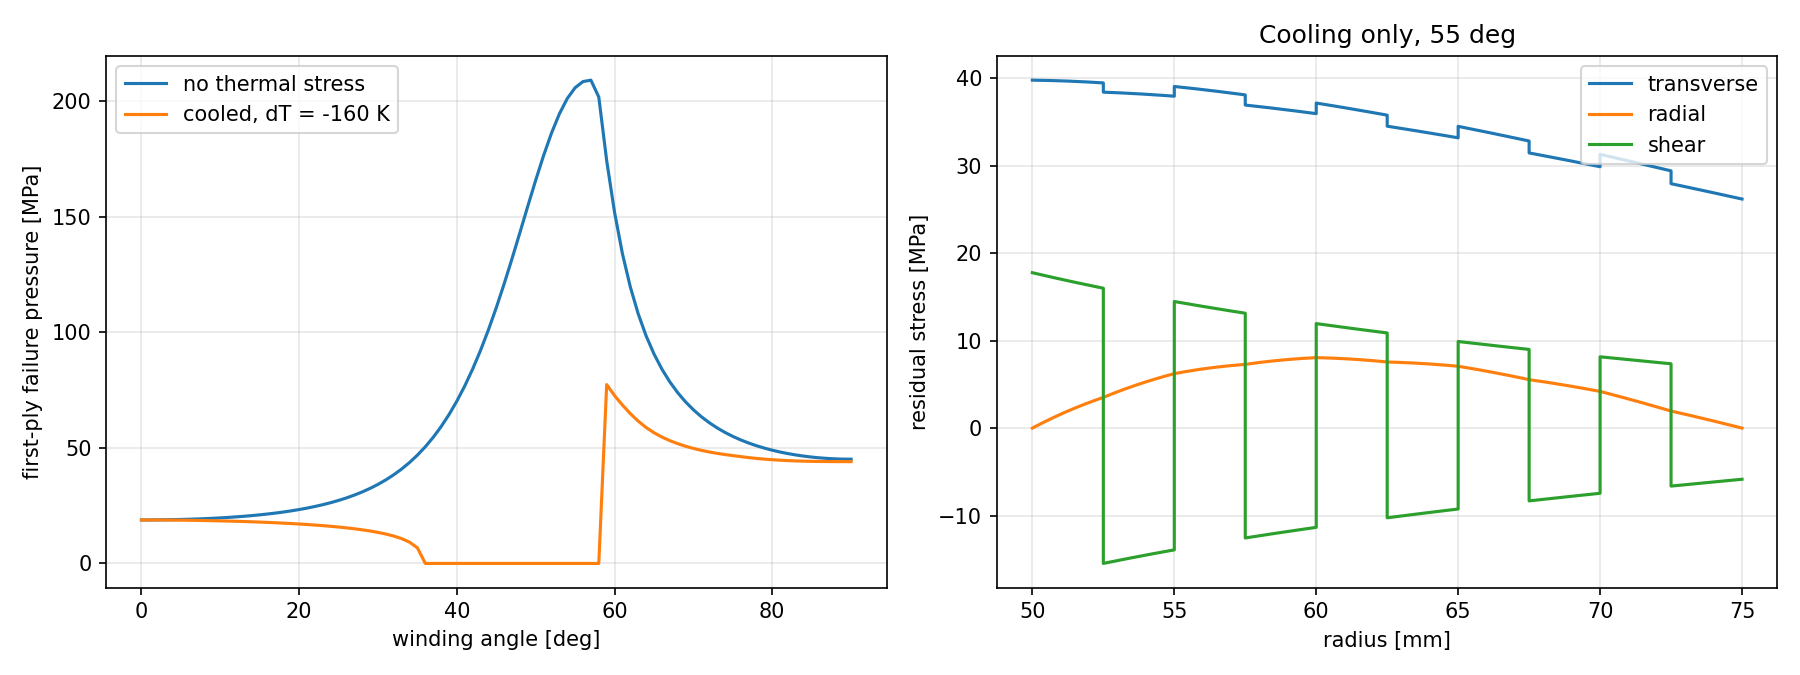 first-ply failure pressure [MPa]
200
150
100
50
0
no thermal stress
cooled, dT = -160 K
0
20
40
60
80
winding angle [deg]
Cooling only, 55 deg
residual stress [MPa]
40
30
20
10
0
−10
transverse
radial
shear
50
55
60
65
70
75
radius [mm]